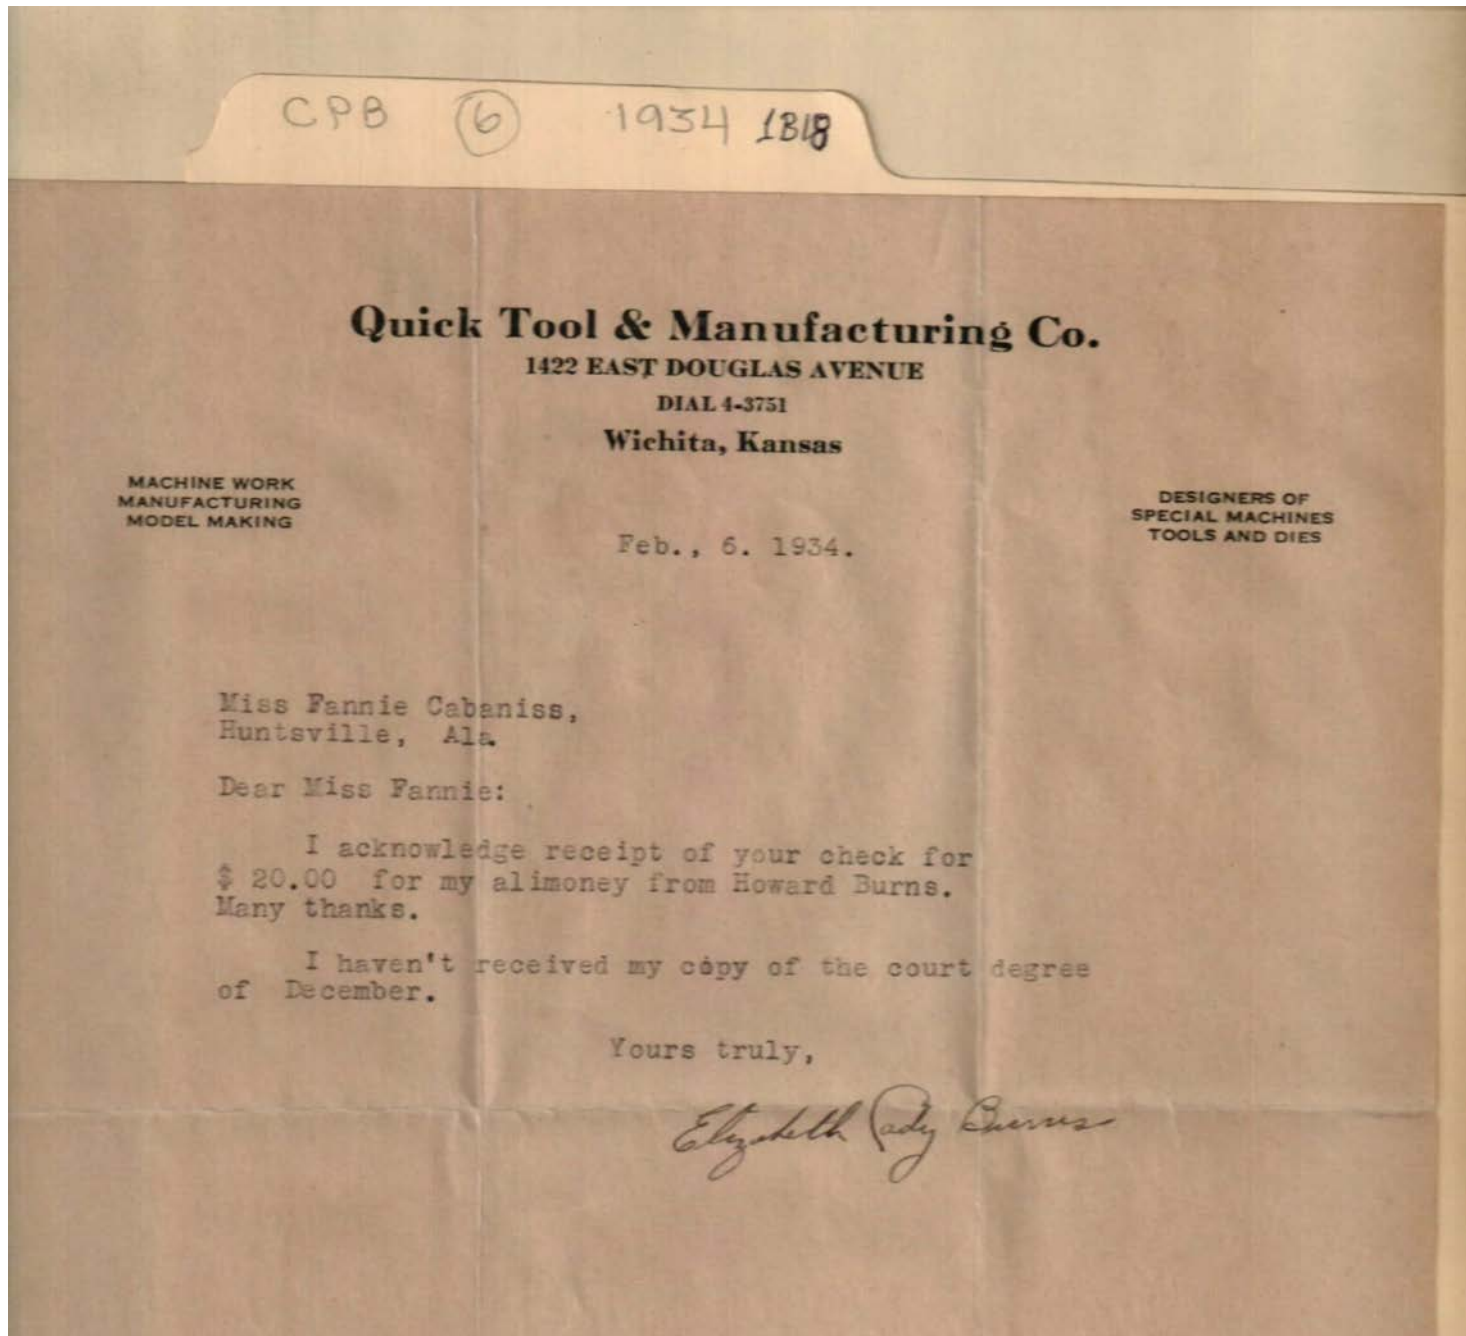 CPB 6 1934 1B18
Quick Tool & Manufacturing Co.
1422 EAST DOUGLAS AVENUE
DIAL 4-3751
Wichita, Kansas
MACHINE WORK
MANUFACTURING
MODEL MAKING
DESIGNERS OF
SPECIAL MACHINES
TOOLS AND DIES
Feb., 6. 1934.
Miss Fannie Cabaniss,
Huntsville, Ala.
Dear Miss Fannie:
I acknowledge receipt of your check for
$ 20.00 for my alimoney from Howard Burns.
Many thanks.
I haven't received my copy of the court degree
of December.
Yours truly,
Elizabeth Cady Burns